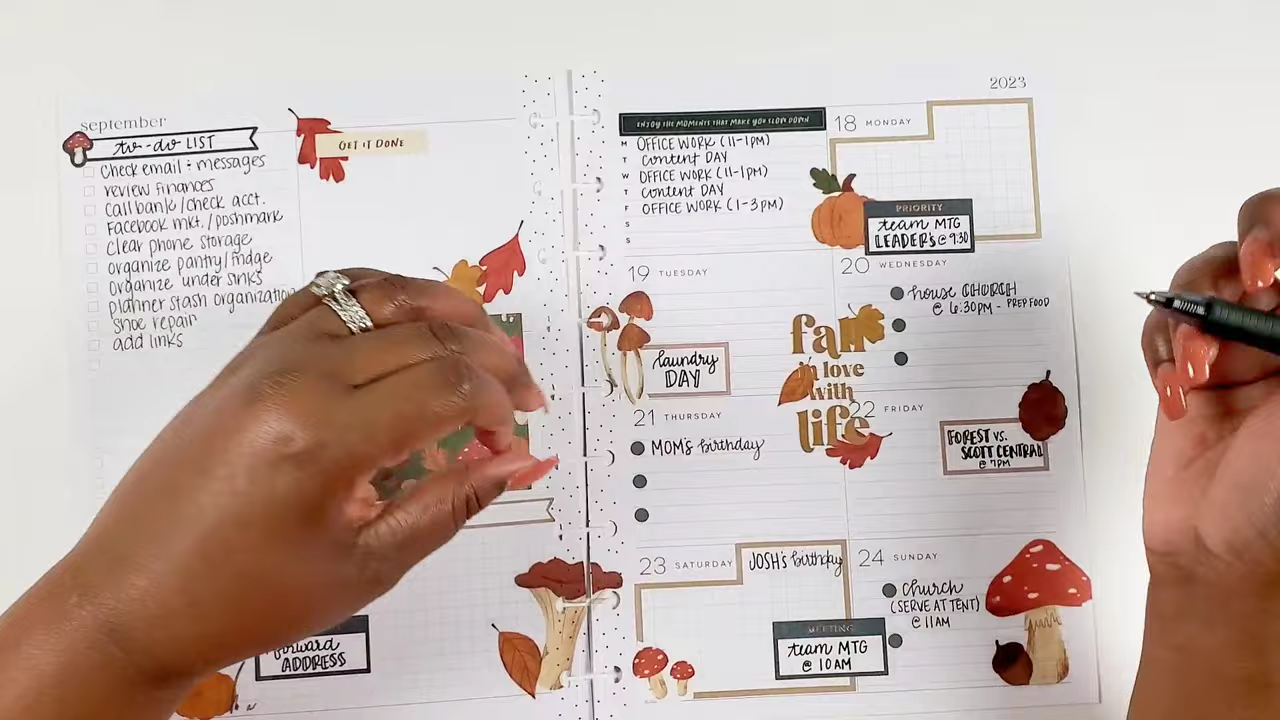 september
to-do LIST
check email + messages
review finances
call bank/check acct.
Facebook mkt./poshmark
clear phone storage
organize pantry/fridge
organize under sinks
planner stash organization
shoe repair
add links
GET IT DONE
forward
ADDRESS
2023
ENJOY THE MOMENTS THAT MAKE YOU SLOW DOWN
M OFFICE WORK (11-1PM)
T content DAY
W OFFICE WORK (11-1PM)
T content DAY
F OFFICE WORK (1-3PM)
S
S
18 MONDAY
PRIORITY
team MTG
LEADERS @ 9:30
19 TUESDAY
laundry
DAY
20 WEDNESDAY
house CHURCH
@ 6:30PM - PREP FOOD
fall
in love
with
life
21 THURSDAY
MOM's birthday
22 FRIDAY
FOREST vs.
SCOTT CENTRAL
@ 7PM
23 SATURDAY
JOSH's birthday
MEETING
team MTG
@ 10AM
24 SUNDAY
church
(SERVE AT TENT)
@ 11AM